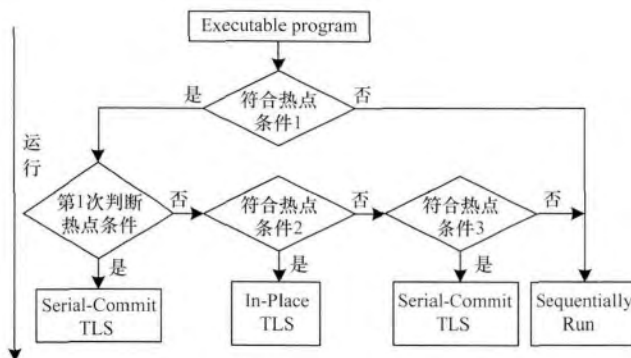 Executable program
是
符合热点
条件1
否
运
行
第1次判断
热点条件
否
符合热点
条件2
否
符合热点
条件3
否
是
是
是
Serial-Commit
TLS
In-Place
TLS
Serial-Commit
TLS
Sequentially
Run